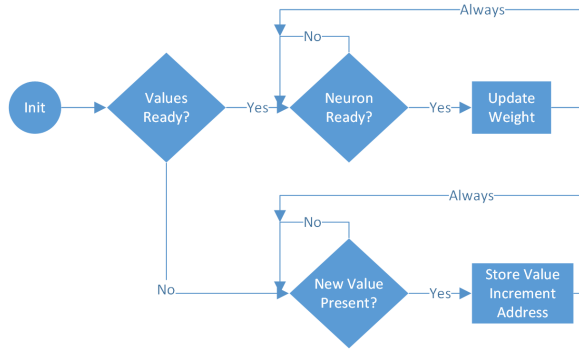 Always
No
Init
Values
Ready?
Yes
Neuron
Ready?
Yes
Update
Weight
Always
No
No
New Value
Present?
Yes
Store Value
Increment
Address